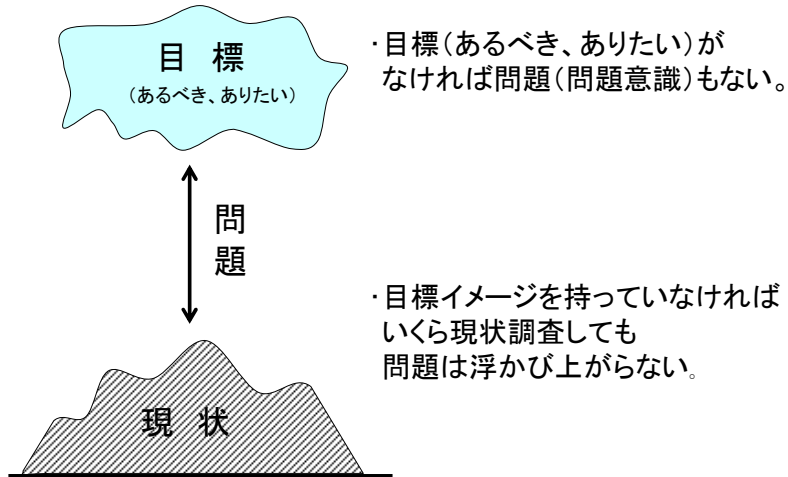 目 標
（あるべき、ありたい）
・目標（あるべき、ありたい）が
なければ問題（問題意識）もない。
問
題
・目標イメージを持っていなければ
いくら現状調査しても
問題は浮かび上がらない。
現 状